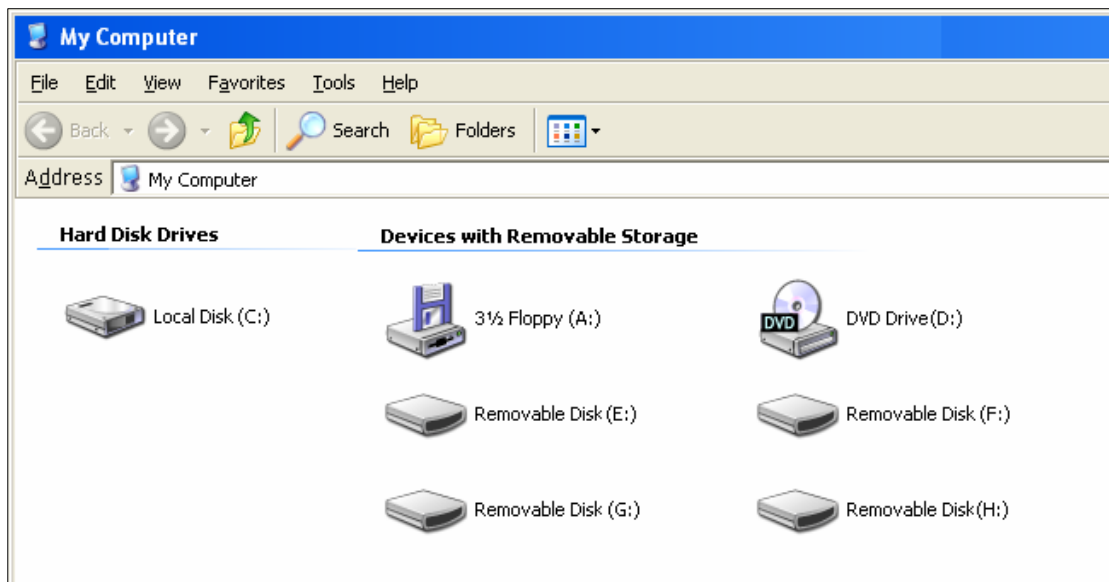 My Computer
File Edit View Favorites Tools Help
Back Search Folders
Address My Computer
Hard Disk Drives Devices with Removable Storage
Local Disk (C:) 3½ Floppy (A:) DVD DVD Drive(D:)
Removable Disk (E:) Removable Disk (F:)
Removable Disk (G:) Removable Disk(H:)